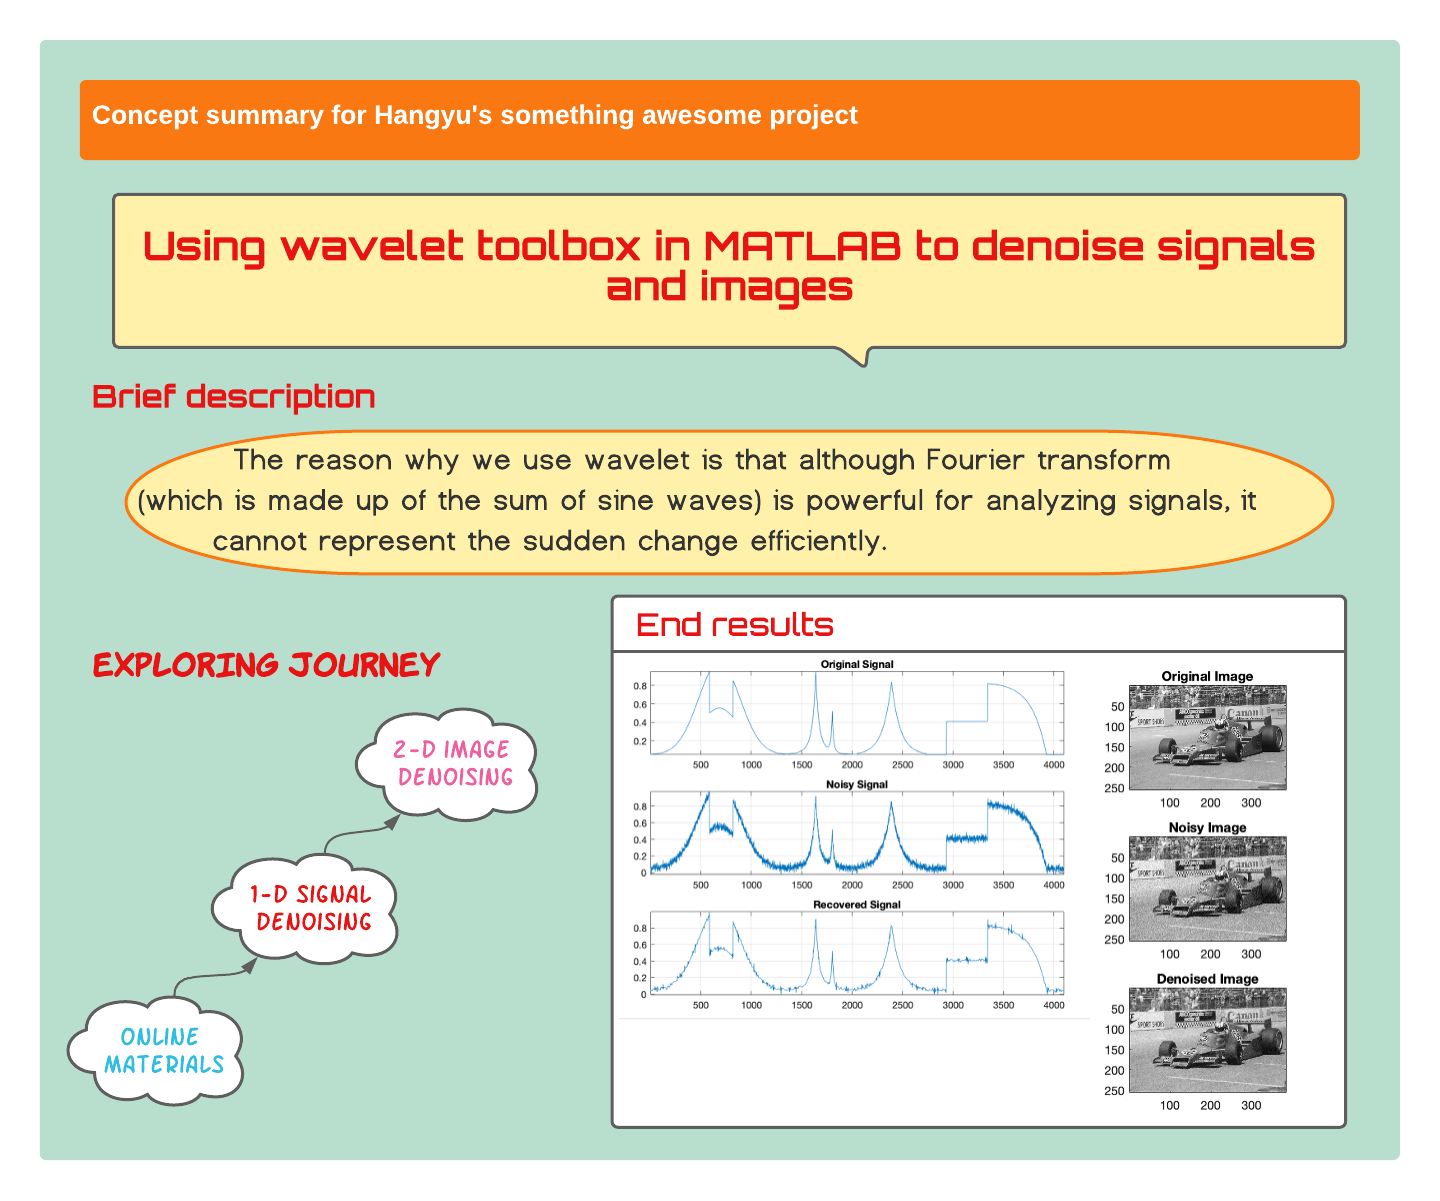 Concept summary for Hangyu's something awesome project
Using wavelet toolbox in MATLAB to denoise signals
and images
Brief description
The reason why we use wavelet is that although Fourier transform
(which is made up of the sum of sine waves) is powerful for analyzing signals, it
cannot represent the sudden change efficiently.
EXPLORING JOURNEY
2-D IMAGE
DENOISING
1-D SIGNAL
DENOISING
ONLINE
MATERIALS
End results
Original Signal
0.8
0.6
0.4
0.2
500 1000 1500 2000 2500 3000 3500 4000
Noisy Signal
0.8
0.6
0.4
0.2
0
500 1000 1500 2000 2500 3000 3500 4000
Recovered Signal
0.8
0.6
0.4
0.2
0
500 1000 1500 2000 2500 3000 3500 4000
Original Image
50
100
150
200
250
Canon
SPORT SHOES
100 200 300
Noisy Image
50
100
150
200
250
Canon
100 200 300
Denoised Image
50
100
150
200
250
Canon
SPORT SHOES
100 200 300